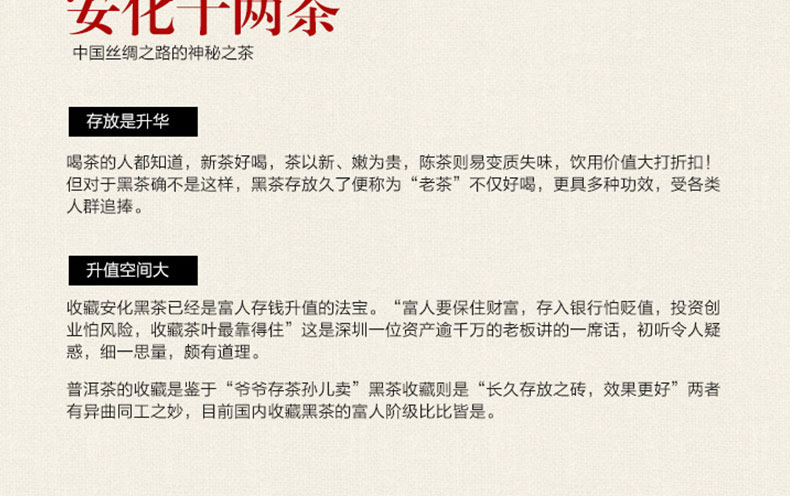 安化千两茶
中国丝绸之路的神秘之茶
存放是升华
喝茶的人都知道，新茶好喝，茶以新、嫩为贵，陈茶则易变质失味，饮用价值大打折扣！
但对于黑茶确不是这样，黑茶存放久了便称为“老茶”不仅好喝，更具多种功效，受各类
人群追捧。
升值空间大
收藏安化黑茶已经是富人存钱升值的法宝。“富人要保住财富，存入银行怕贬值，投资创
业怕风险，收藏茶叶最靠得住”这是深圳一位资产逾千万的老板讲的一席话，初听令人疑
惑，细一思量，颇有道理。
普洱茶的收藏是鉴于“爷爷存茶孙儿卖”黑茶收藏则是“长久存放之砖，效果更好”两者
有异曲同工之妙，目前国内收藏黑茶的富人阶级比比皆是。